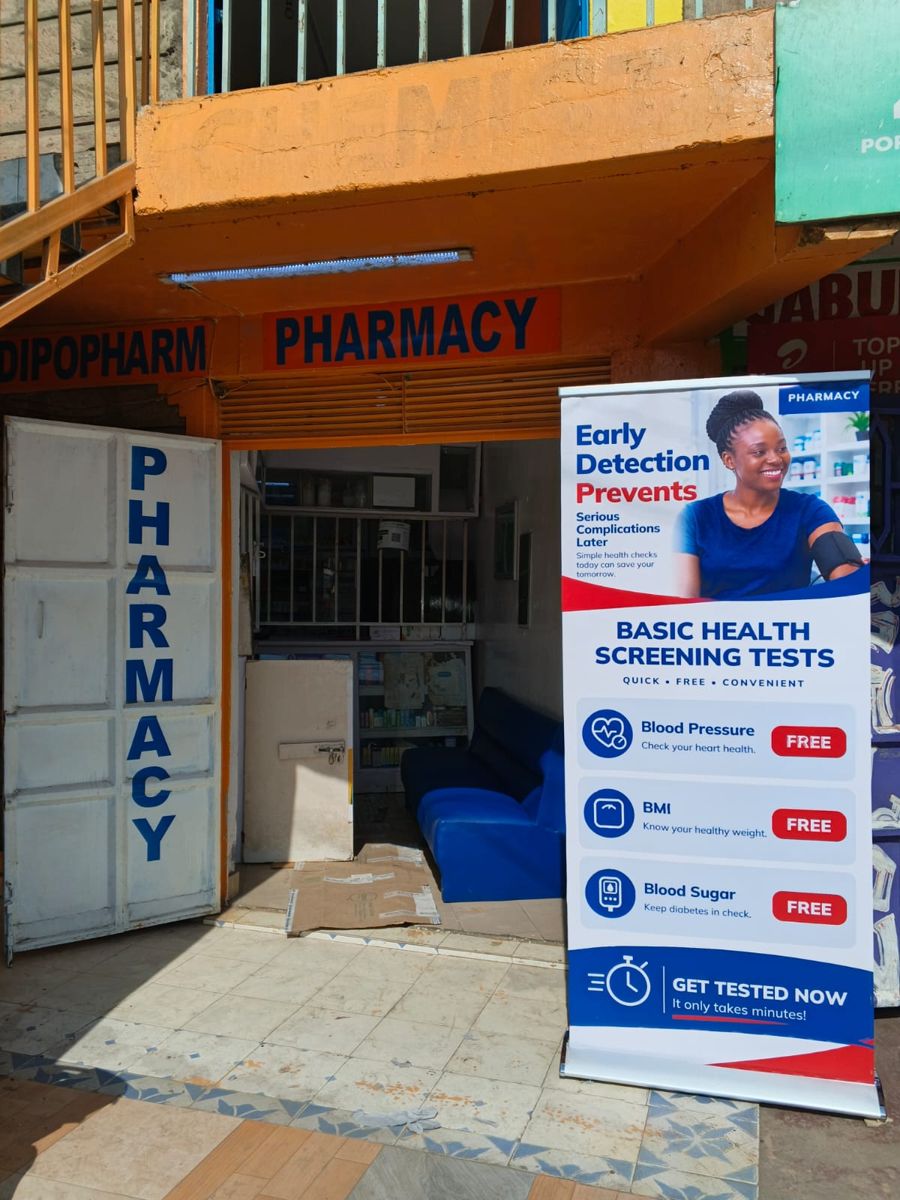 CHEMIST
DIPOPHARM
PHARMACY
PHARMACY
PHARMACY
Early
Detection
Prevents
Serious
Complications
Later
Simple health checks
today can save your
tomorrow.
BASIC HEALTH
SCREENING TESTS
QUICK • FREE • CONVENIENT
Blood Pressure
Check your heart health.
FREE
BMI
Know your healthy weight.
FREE
Blood Sugar
Keep diabetes in check.
FREE
GET TESTED NOW
It only takes minutes!
TOP
UP